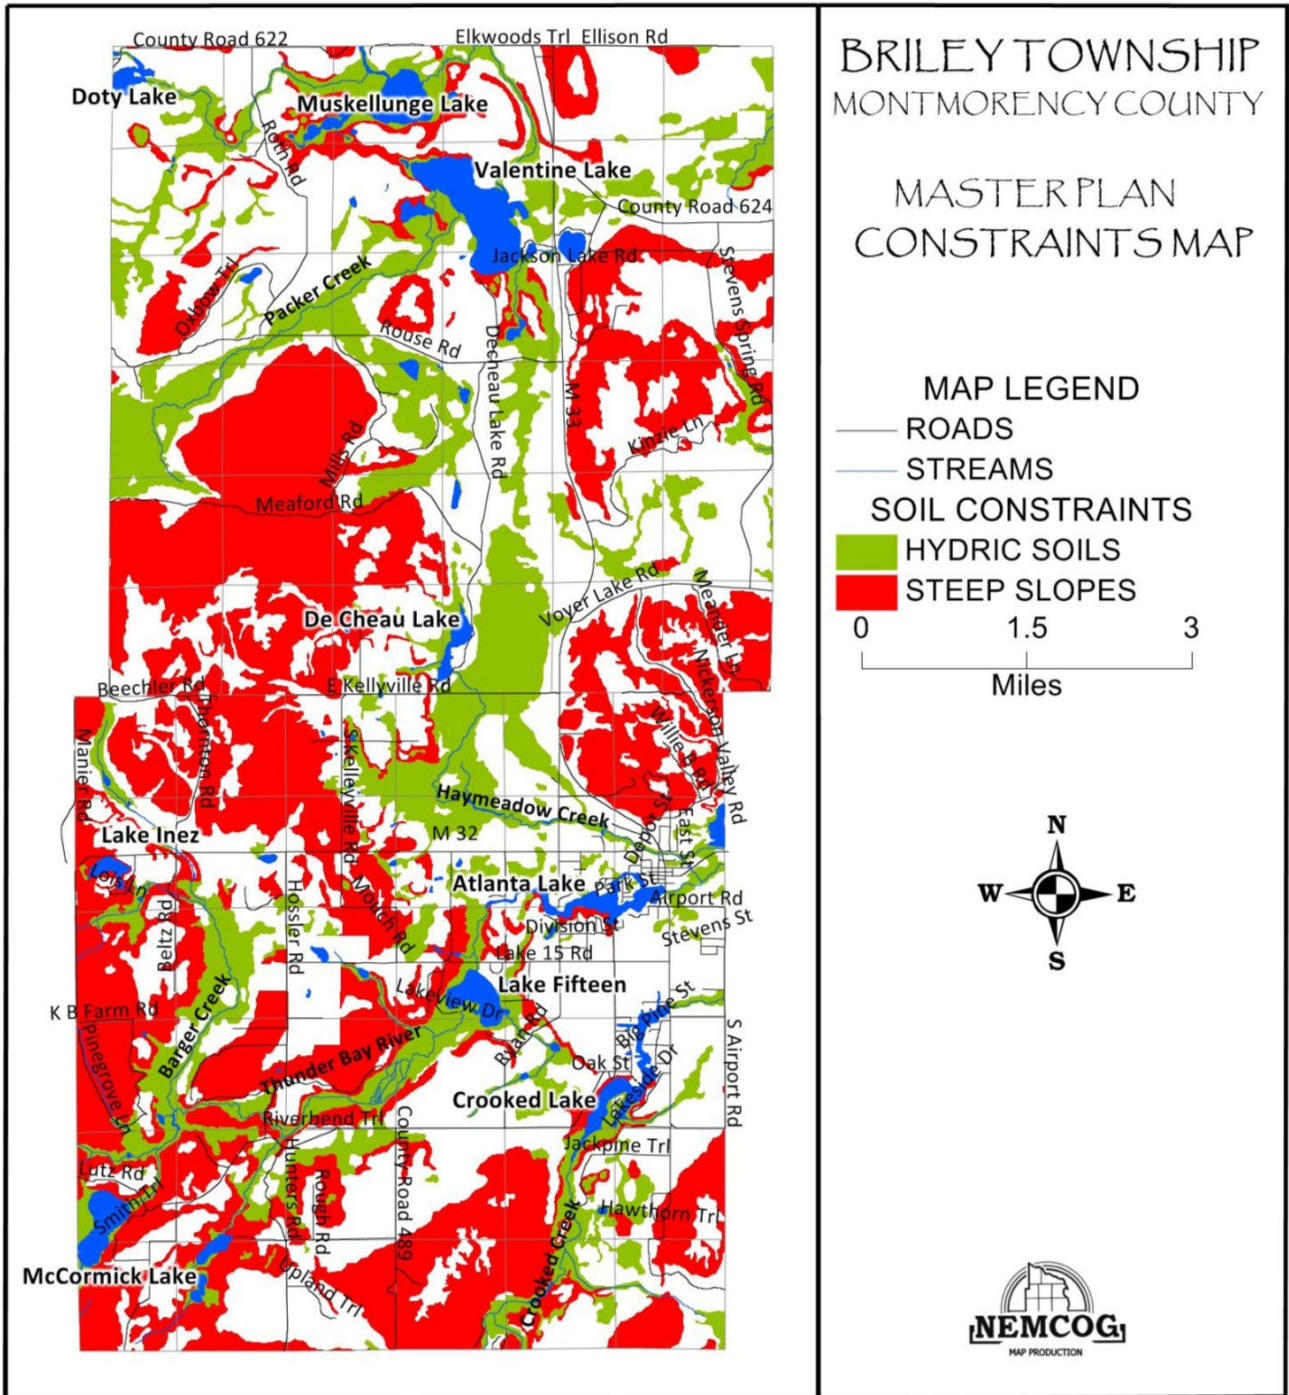 BRILEY TOWNSHIP
MONTMORENCY COUNTY
MASTER PLAN
CONSTRAINTS MAP
MAP LEGEND
ROADS
STREAMS
SOIL CONSTRAINTS
HYDRIC SOILS
STEEP SLOPES
0 1.5 3
Miles
N
W E
S
NEMCOG
MAP PRODUCTION
County Road 622
Elkwoods Trl
Ellison Rd
Doty Lake
Muskellunge Lake
Roth Rd
Valentine Lake
County Road 624
Jackson Lake Rd
Stevens Spring Rd
Oxbow Trl
Packer Creek
Rouse Rd
Decheau Lake Rd
M 33
Kinzie Ln
Mills Rd
Meaford Rd
Voyer Lake Rd
Meander Ln
De Cheau Lake
Nickerson Valley Rd
Beechler Rd
E Kellyville Rd
Thornton Rd
Manier Rd
S Kelleyville Rd
Willie B Rd
Haymeadow Creek
Depot St
East St
M 32
Lake Inez
Lois Ln
Atlanta Lake
Park St
Airport Rd
Hossler Rd
Mouch Rd
Beltz Rd
Division St
Stevens St
Lake 15 Rd
Lake Fifteen
Lakeview Dr
K B Farm Rd
Barger Creek
Pinegrove Ln
Thunder Bay River
Ryan Rd
Big Pine St
S Airport Rd
Oak St
Lakeside Dr
Crooked Lake
Riverbend Trl
County Road 489
Jackpine Trl
Lutz Rd
Hunters Rd
Rough Rd
Smith Trl
Hawthorn Trl
Crooked Creek
McCormick Lake
Upland Trl